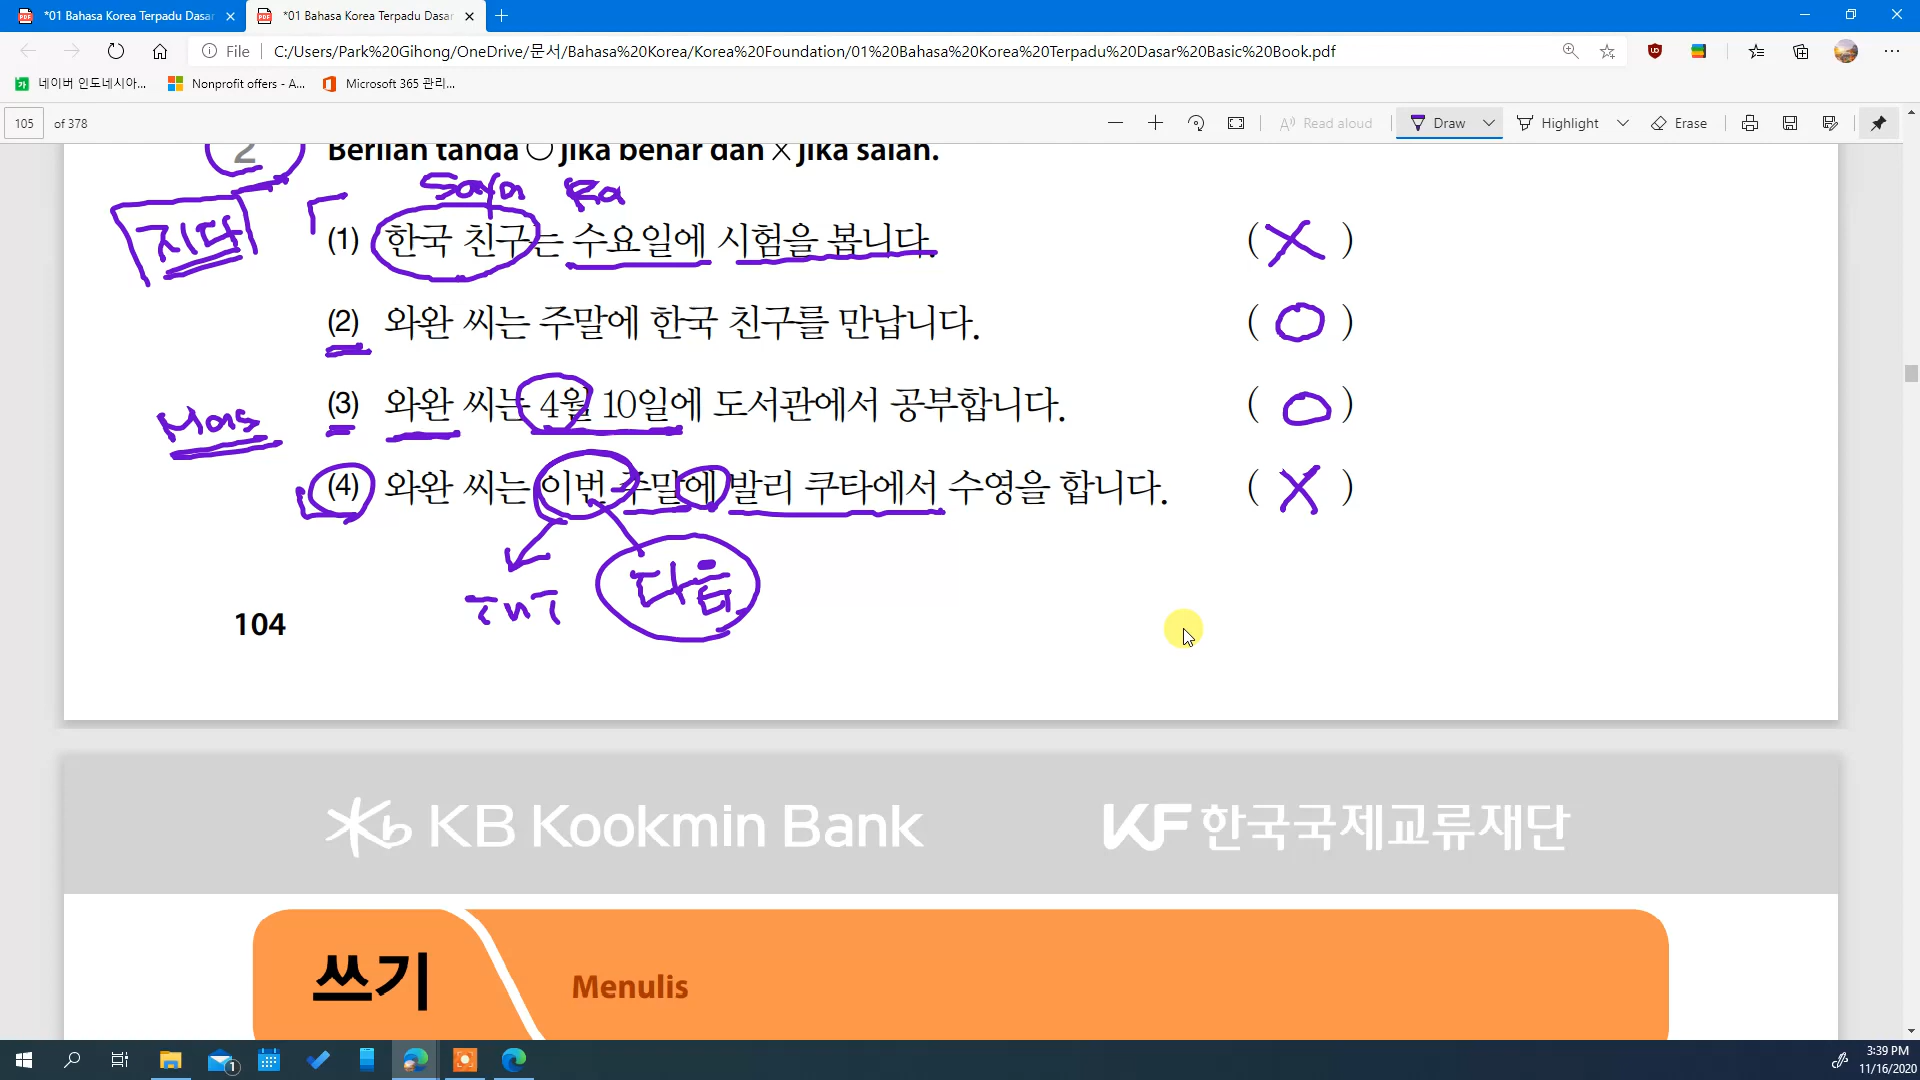 *01 Bahasa Korea Terpadu Dasar
*01 Bahasa Korea Terpadu Dasar
File
C:/Users/Park%20Gihong/OneDrive/문서/Bahasa%20Korea/Korea%20Foundation/01%20Bahasa%20Korea%20Terpadu%20Dasar%20Basic%20Book.pdf
네이버 인도네시아어... Nonprofit offers - A... Microsoft 365 관리...
105 of 378 Read aloud Draw Highlight Erase
2 Berilah tanda ○ jika benar dan × jika salah.
Saya Ra
지다
(1) 한국 친구는 수요일에 시험을 봅니다. ( X )
(2) 와완 씨는 주말에 한국 친구를 만납니다. ( O )
(3) 와완 씨는 4월 10일에 도서관에서 공부합니다. ( O )
(4) 와완 씨는 이번 주말에 발리 쿠타에서 수영을 합니다. ( X )
InI 다음
104
KB KB Kookmin Bank KF 한국국제교류재단
쓰기 Menulis
1
3:39 PM
11/16/2020